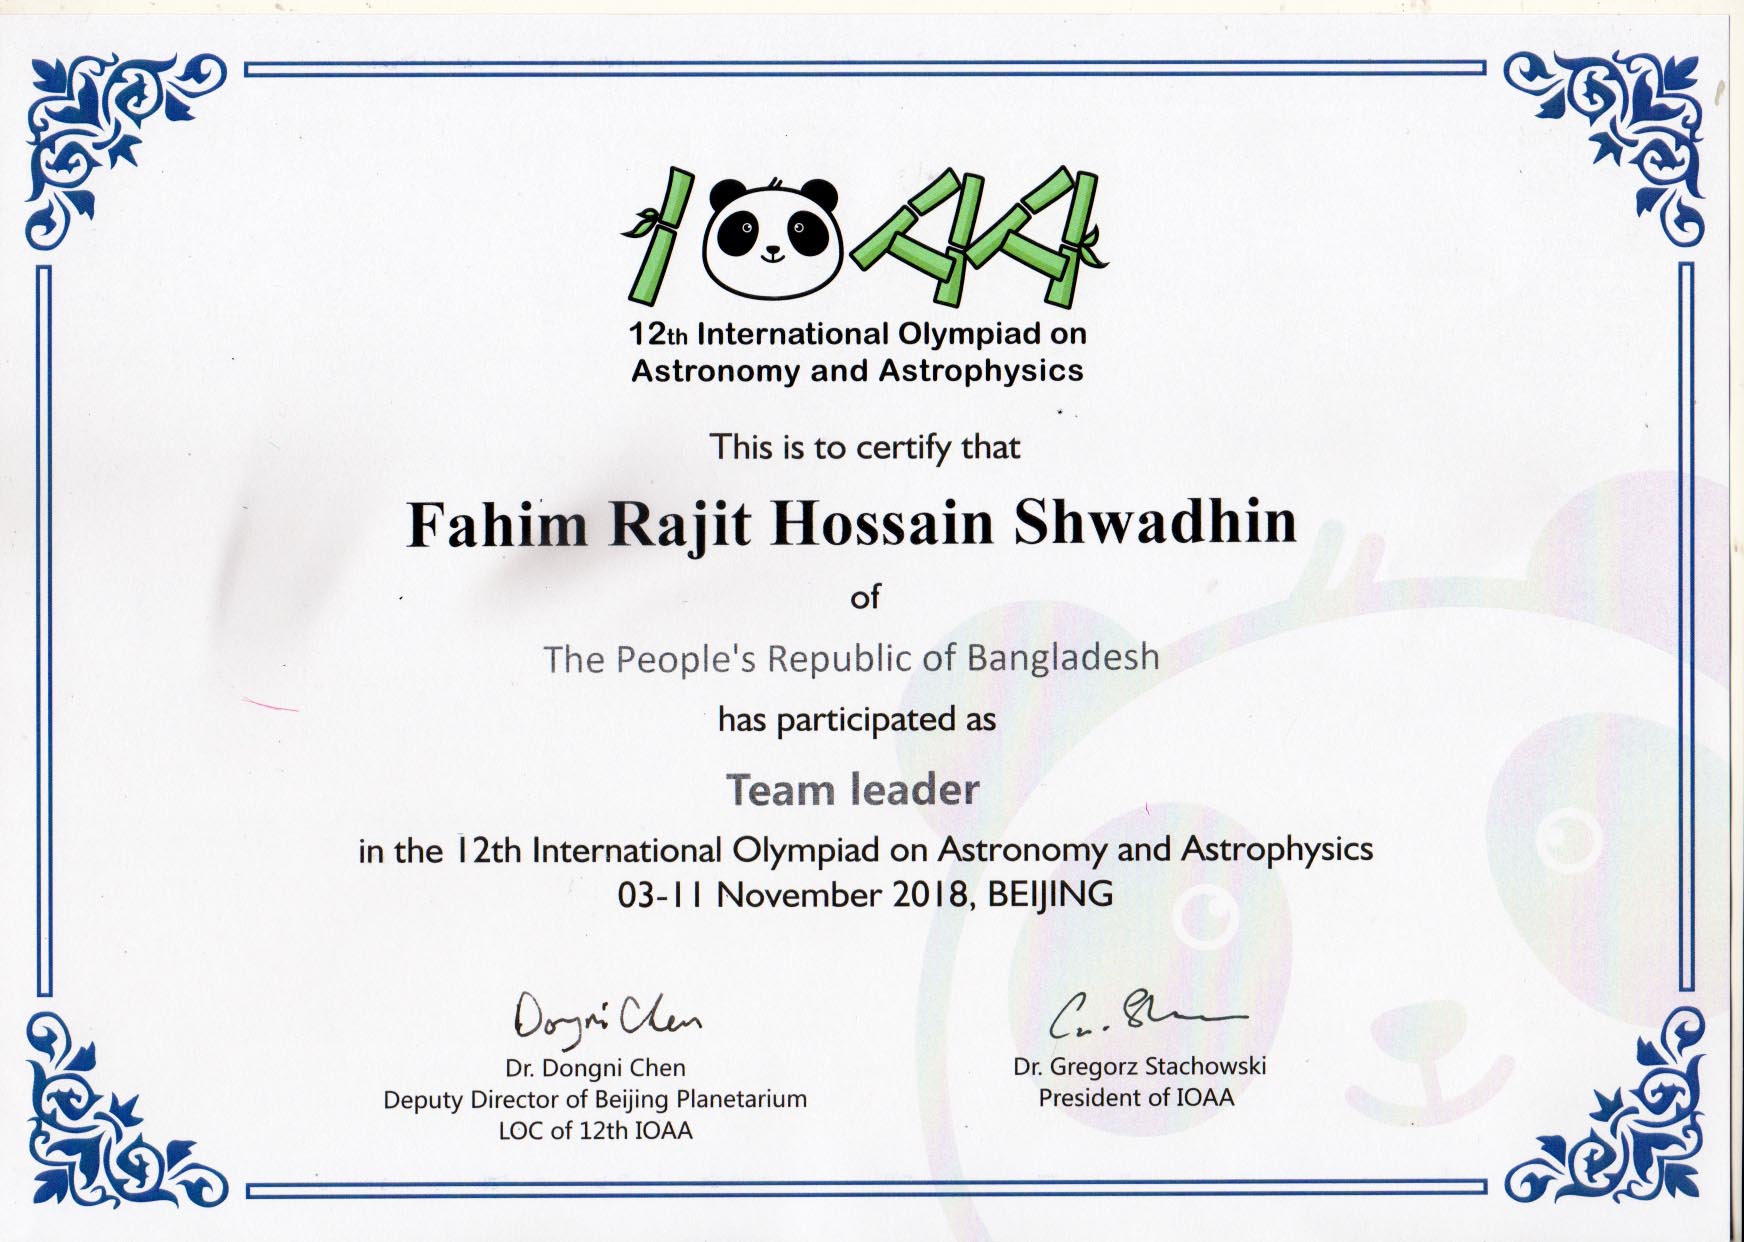 IOAA
12th International Olympiad on
Astronomy and Astrophysics
This is to certify that
Fahim Rajit Hossain Shwadhin
of
The People's Republic of Bangladesh
has participated as
Team leader
in the 12th International Olympiad on Astronomy and Astrophysics
03-11 November 2018, BEIJING
Dongni Chen
Dr. Dongni Chen
Deputy Director of Beijing Planetarium
LOC of 12th IOAA
Dr. Gregorz Stachowski
President of IOAA